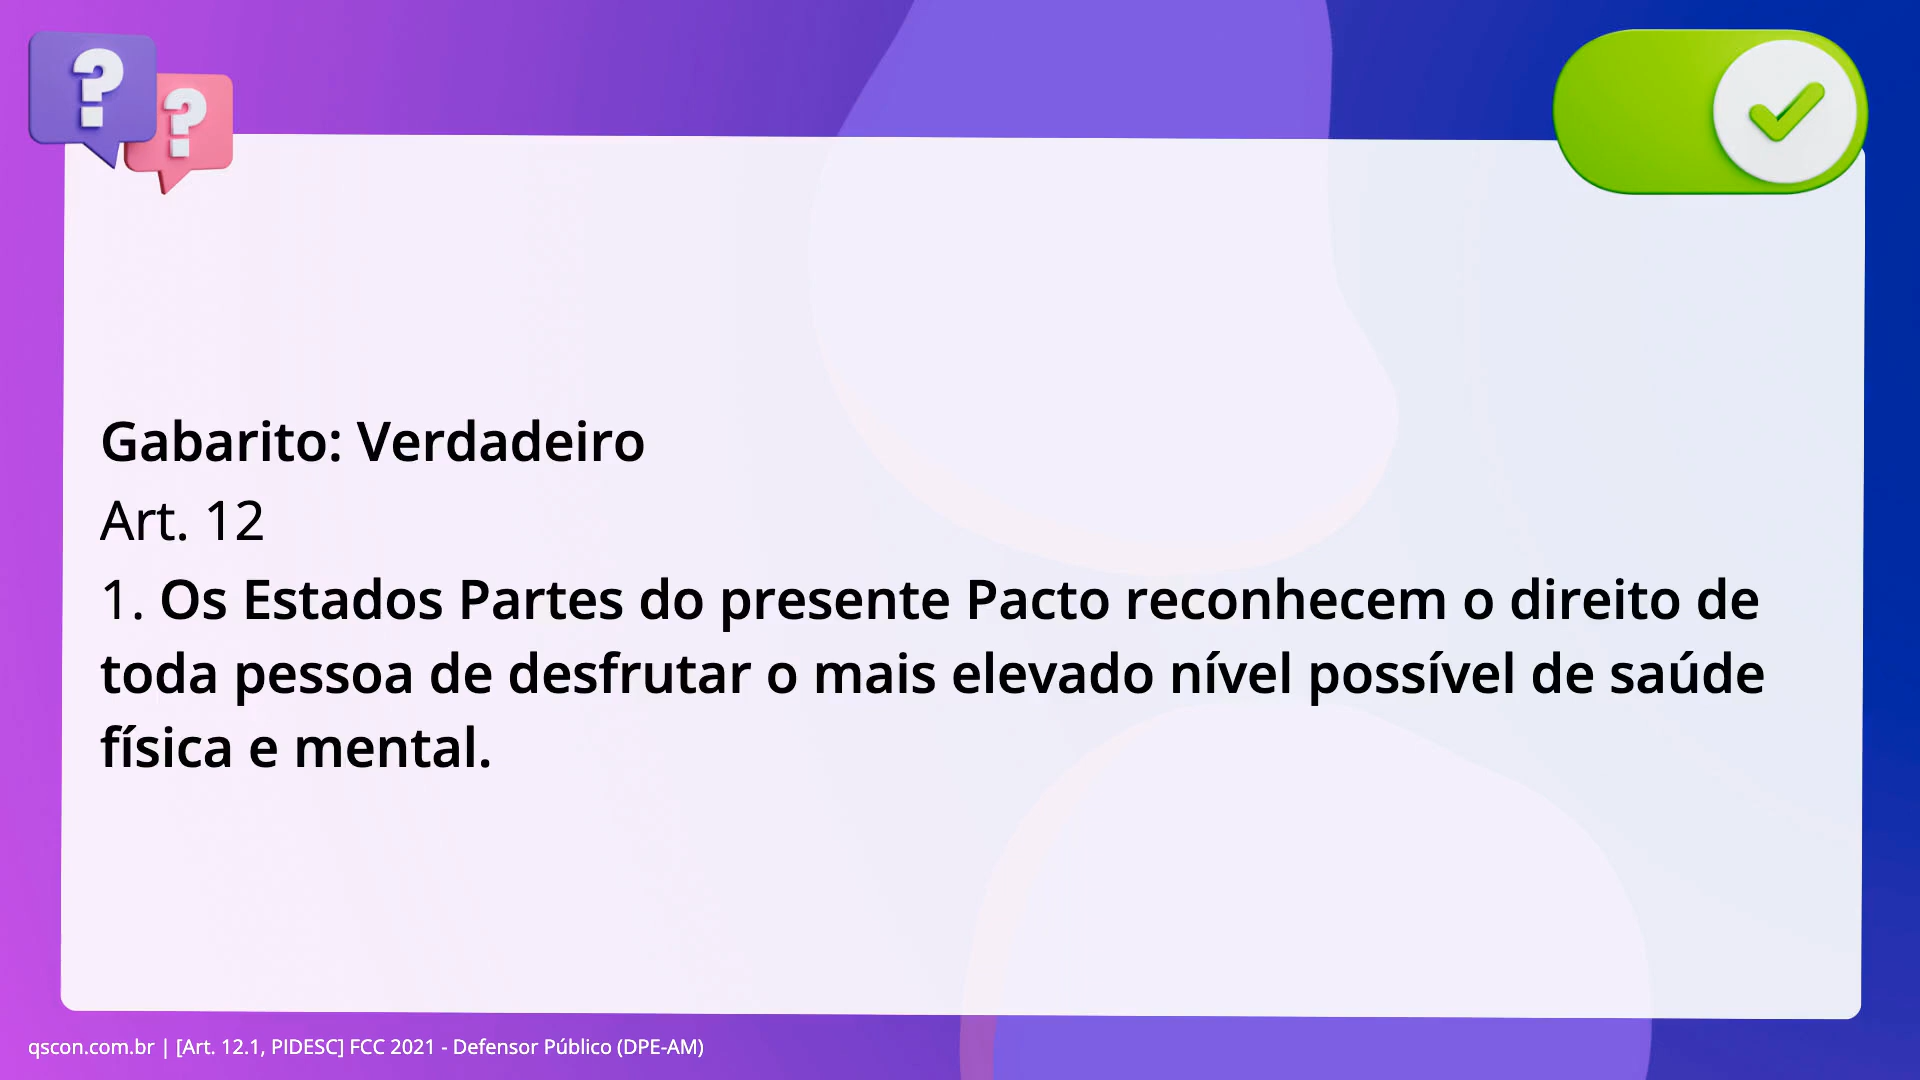 ? ?
Gabarito: Verdadeiro
Art. 12
1. Os Estados Partes do presente Pacto reconhecem o direito de
toda pessoa de desfrutar o mais elevado nível possível de saúde
física e mental.
qscon.com.br | [Art. 12.1, PIDESC] FCC 2021 - Defensor Público (DPE-AM)